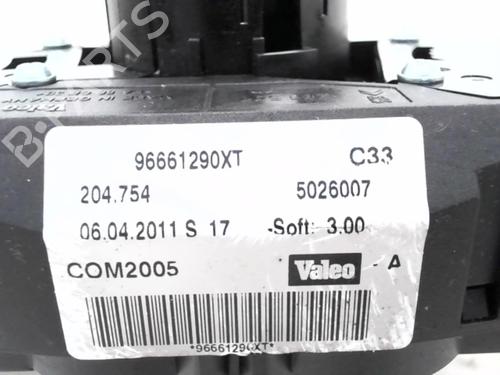 96661290XT C33
204.754 5026007
06.04.2011 S 17 -Soft: 3.00
COM2005 Valeo - A
*96661290XT*